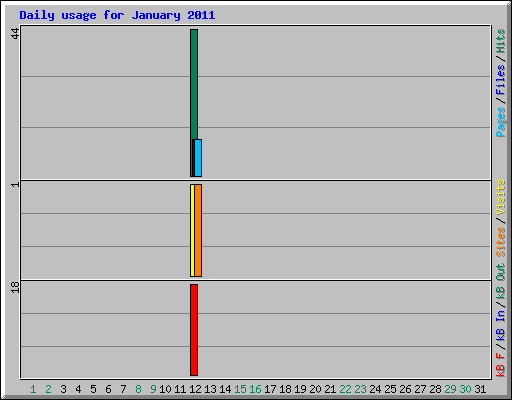 Daily usage for January 2011
44
1
18
Pages / Files / Hits
Sites / Visits
kB F / kB In / kB Out
1 2 3 4 5 6 7 8 9 10 11 12 13 14 15 16 17 18 19 20 21 22 23 24 25 26 27 28 29 30 31